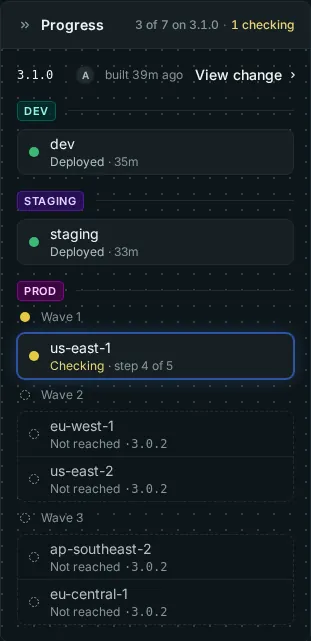 » Progress 3 of 7 on 3.1.0 · 1 checking
3.1.0 A built 39m ago View change ›
DEV
dev
Deployed · 35m
STAGING
staging
Deployed · 33m
PROD
Wave 1
us-east-1
Checking · step 4 of 5
Wave 2
eu-west-1
Not reached · 3.0.2
us-east-2
Not reached · 3.0.2
Wave 3
ap-southeast-2
Not reached · 3.0.2
eu-central-1
Not reached · 3.0.2